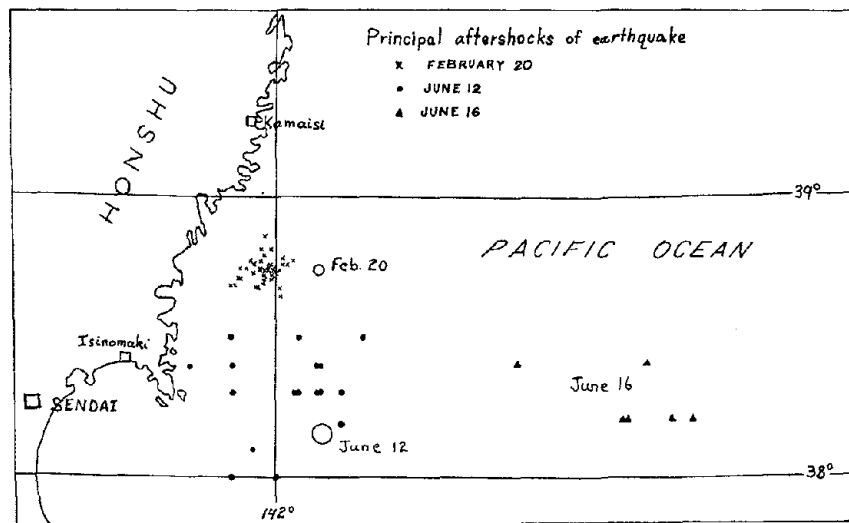 Principal aftershocks of earthquake
x FEBRUARY 20
• JUNE 12
▲ JUNE 16
Kamaisi
HONSHU
39°
PACIFIC OCEAN
Feb. 20
Isinomaki
June 16
SENDAI
June 12
38°
142°